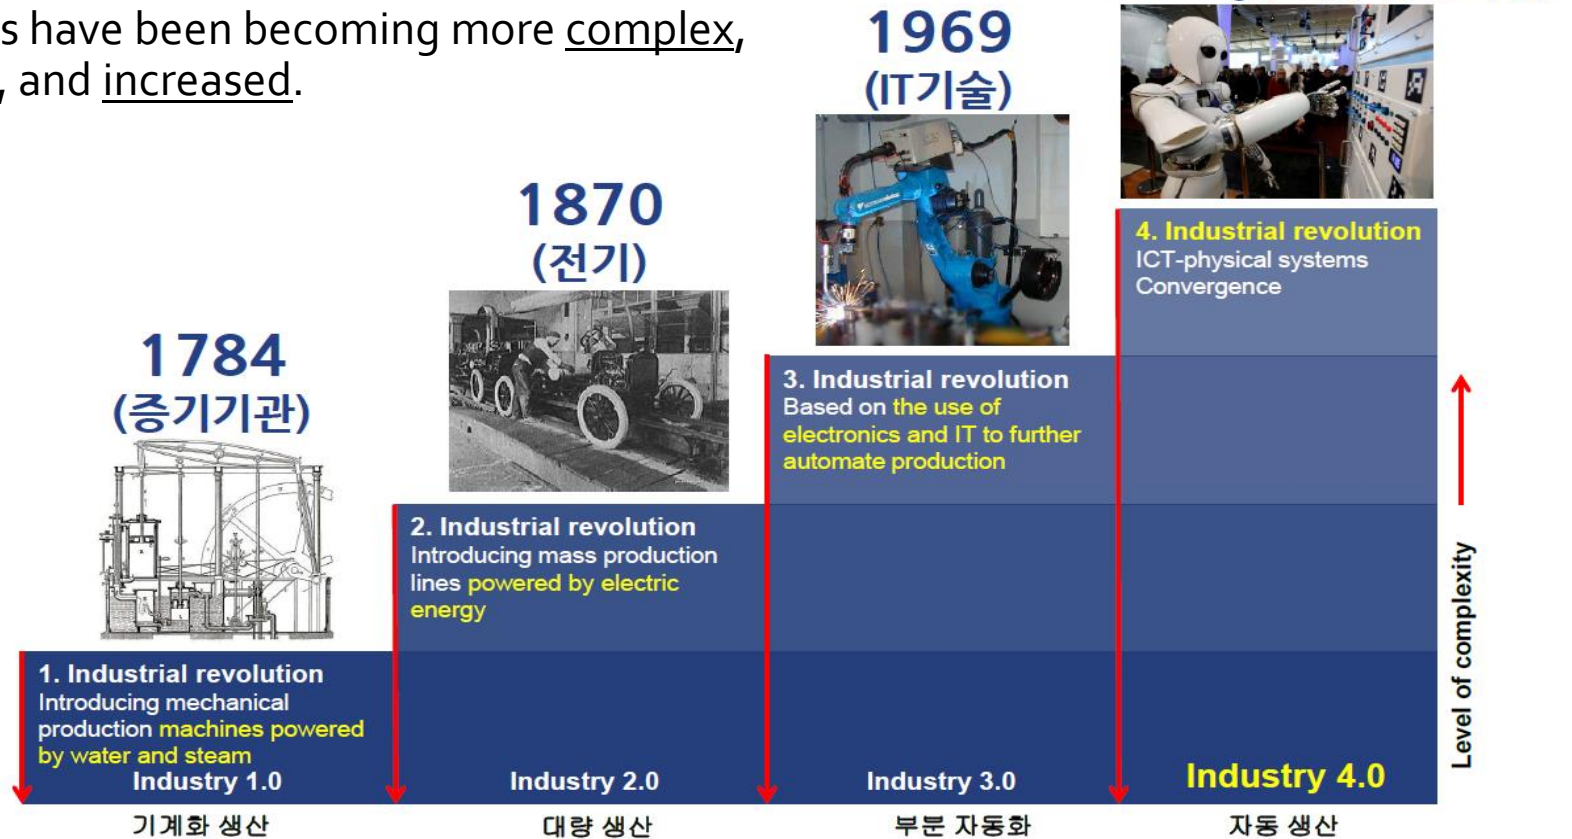 s have been becoming more complex,
, and increased.
1784
(증기기관)
1870
(전기)
1969
(IT기술)
1. Industrial revolution
Introducing mechanical
production machines powered
by water and steam
Industry 1.0
2. Industrial revolution
Introducing mass production
lines powered by electric
energy
Industry 2.0
3. Industrial revolution
Based on the use of
electronics and IT to further
automate production
Industry 3.0
4. Industrial revolution
ICT-physical systems
Convergence
Industry 4.0
Level of complexity
기계화 생산
대량 생산
부분 자동화
자동 생산